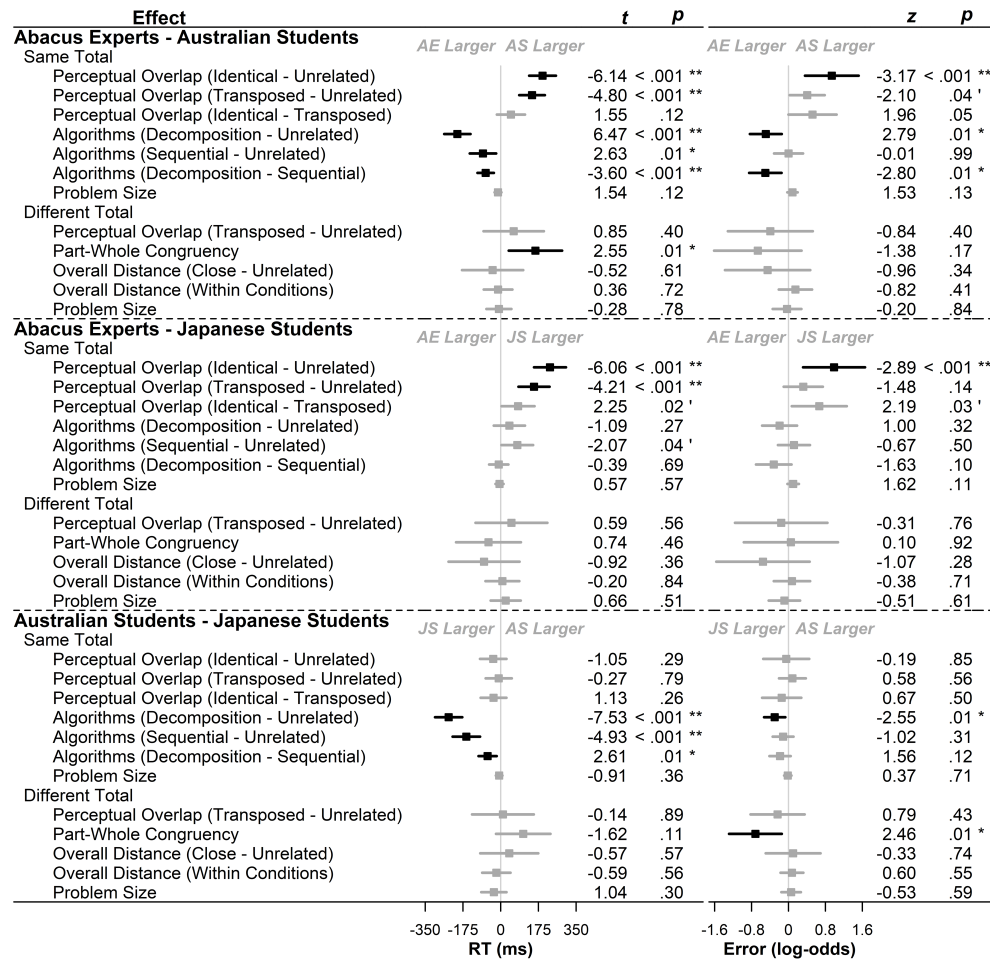 Effect t p z p
Abacus Experts - Australian Students AE Larger AS Larger AE Larger AS Larger
Same Total
Perceptual Overlap (Identical - Unrelated) -6.14 < .001 ** -3.17 < .001 **
Perceptual Overlap (Transposed - Unrelated) -4.80 < .001 ** -2.10 .04 '
Perceptual Overlap (Identical - Transposed) 1.55 .12 1.96 .05
Algorithms (Decomposition - Unrelated) 6.47 < .001 ** 2.79 .01 *
Algorithms (Sequential - Unrelated) 2.63 .01 * -0.01 .99
Algorithms (Decomposition - Sequential) -3.60 < .001 ** -2.80 .01 *
Problem Size 1.54 .12 1.53 .13
Different Total
Perceptual Overlap (Transposed - Unrelated) 0.85 .40 -0.84 .40
Part-Whole Congruency 2.55 .01 * -1.38 .17
Overall Distance (Close - Unrelated) -0.52 .61 -0.96 .34
Overall Distance (Within Conditions) 0.36 .72 -0.82 .41
Problem Size -0.28 .78 -0.20 .84
Abacus Experts - Japanese Students AE Larger JS Larger AE Larger JS Larger
Same Total
Perceptual Overlap (Identical - Unrelated) -6.06 < .001 ** -2.89 < .001 **
Perceptual Overlap (Transposed - Unrelated) -4.21 < .001 ** -1.48 .14
Perceptual Overlap (Identical - Transposed) 2.25 .02 ' 2.19 .03 '
Algorithms (Decomposition - Unrelated) -1.09 .27 1.00 .32
Algorithms (Sequential - Unrelated) -2.07 .04 ' -0.67 .50
Algorithms (Decomposition - Sequential) -0.39 .69 -1.63 .10
Problem Size 0.57 .57 1.62 .11
Different Total
Perceptual Overlap (Transposed - Unrelated) 0.59 .56 -0.31 .76
Part-Whole Congruency 0.74 .46 0.10 .92
Overall Distance (Close - Unrelated) -0.92 .36 -1.07 .28
Overall Distance (Within Conditions) -0.20 .84 -0.38 .71
Problem Size 0.66 .51 -0.51 .61
Australian Students - Japanese Students JS Larger AS Larger JS Larger AS Larger
Same Total
Perceptual Overlap (Identical - Unrelated) -1.05 .29 -0.19 .85
Perceptual Overlap (Transposed - Unrelated) -0.27 .79 0.58 .56
Perceptual Overlap (Identical - Transposed) 1.13 .26 0.67 .50
Algorithms (Decomposition - Unrelated) -7.53 < .001 ** -2.55 .01 *
Algorithms (Sequential - Unrelated) -4.93 < .001 ** -1.02 .31
Algorithms (Decomposition - Sequential) 2.61 .01 * 1.56 .12
Problem Size -0.91 .36 0.37 .71
Different Total
Perceptual Overlap (Transposed - Unrelated) -0.14 .89 0.79 .43
Part-Whole Congruency -1.62 .11 2.46 .01 *
Overall Distance (Close - Unrelated) -0.57 .57 -0.33 .74
Overall Distance (Within Conditions) -0.59 .56 0.60 .55
Problem Size 1.04 .30 -0.53 .59
-350 -175 0 175 350 -1.6 -0.8 0 0.8 1.6
RT (ms) Error (log-odds)